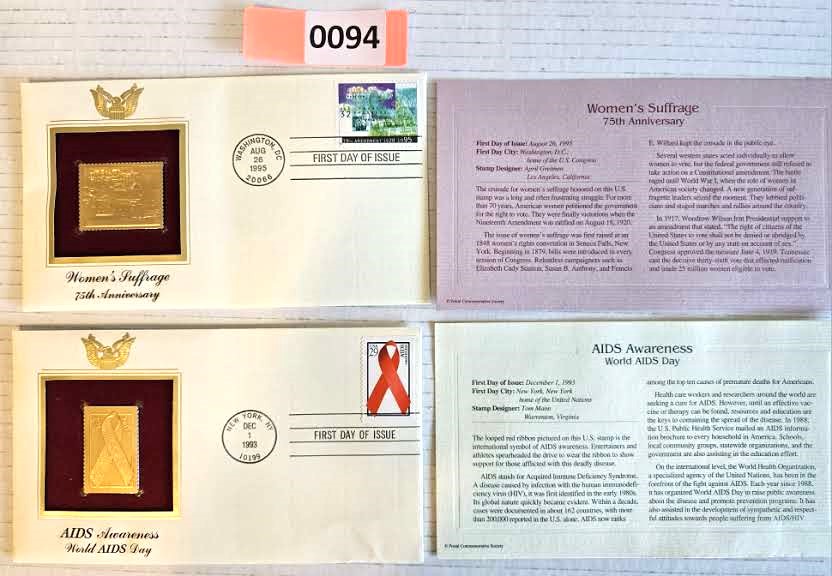 0094
WASHINGTON, DC
AUG
26
1995
20066
FIRST DAY OF ISSUE
Women's Suffrage
75th Anniversary
Women's Suffrage
75th Anniversary
First Day of Issue: August 26, 1995
First Day City: Washington, D.C.,
home of the U.S. Congress
Stamp Designer: April Greiman
Los Angeles, California
The crusade for women's suffrage honored on this U.S.
stamp was a long and often frustrating struggle. For more
than 70 years, American women petitioned the government
for the right to vote. They were finally victorious when the
Nineteenth Amendment was ratified on August 18, 1920.
The issue of women's suffrage was first raised at an
1848 women's rights convention in Seneca Falls, New
York. Beginning in 1879, bills were introduced in every
session of Congress. Relentless campaigners such as
Elizabeth Cady Stanton, Susan B. Anthony, and Francis
E. Willard kept the crusade in the public eye.
Several western states acted individually to allow
women to vote, but the federal government still refused to
take action on a Constitutional amendment. The battle
raged until World War I, when the role of women in
American society changed. A new generation of suf-
fragette leaders seized the moment. They lobbied politi-
cians and staged marches and rallies around the country.
In 1917, Woodrow Wilson lent Presidential support to
an amendment that stated, "The right of citizens of the
United States to vote shall not be denied or abridged by
the United States or by any state on account of sex."
Congress approved the measure June 4, 1919. Tennessee
cast the decisive thirty-sixth vote that effected ratification
and made 25 million women eligible to vote.
© Postal Commemorative Society
NEW YORK, NY
DEC
1
1993
10199
29
FIRST DAY OF ISSUE
AIDS Awareness
World AIDS Day
AIDS Awareness
World AIDS Day
First Day of Issue: December 1, 1993
First Day City: New York, New York
home of the United Nations
Stamp Designer: Tom Mann
Warrenton, Virginia
The looped red ribbon pictured on this U.S. stamp is the
international symbol of AIDS awareness. Entertainers and
athletes spearheaded the drive to wear the ribbon to show
support for those afflicted with this deadly disease.
AIDS stands for Acquired Immune Deficiency Syndrome.
A disease caused by infection with the human immunodefi-
ciency virus (HIV), it was first identified in the early 1980s.
Its global nature quickly became evident. Within a decade,
cases were documented in about 162 countries, with more
than 200,000 reported in the U.S. alone. AIDS now ranks
among the top ten causes of premature deaths for Americans.
Health care workers and researchers around the world are
seeking a cure for AIDS. However, until an effective vac-
cine or therapy can be found, resources and education are
the keys to containing the spread of the disease. In 1988,
the U.S. Public Health Service mailed an AIDS informa-
tion brochure to every household in America. Schools,
local community groups, statewide organizations, and the
government are also assisting in the education effort.
On the international level, the World Health Organization,
a specialized agency of the United Nations, has been in the
forefront of the fight against AIDS. Each year since 1988,
it has organized World AIDS Day to raise public awareness
about the disease and promote prevention programs. It has
also assisted in the development of sympathetic and respect-
ful attitudes towards people suffering from AIDS/HIV.
© Postal Commemorative Society